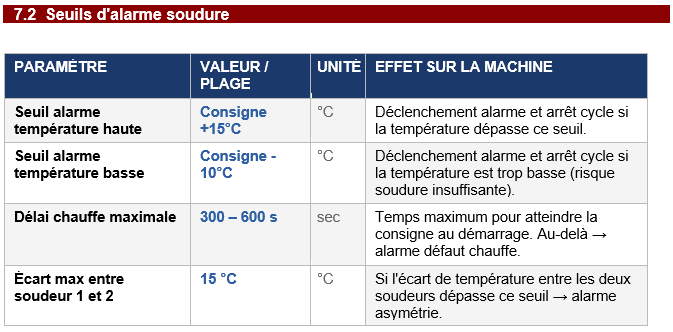 7.2 Seuils d'alarme soudure
PARAMÈTRE
VALEUR /
PLAGE
UNITÉ
EFFET SUR LA MACHINE
Seuil alarme
température haute
Consigne
+15°C
°C
Déclenchement alarme et arrêt cycle si
la température dépasse ce seuil.
Seuil alarme
température basse
Consigne -
10°C
°C
Déclenchement alarme et arrêt cycle si
la température est trop basse (risque
soudure insuffisante).
Délai chauffe maximale
300 – 600 s
sec
Temps maximum pour atteindre la
consigne au démarrage. Au-delà →
alarme défaut chauffe.
Écart max entre
soudeur 1 et 2
15 °C
°C
Si l'écart de température entre les deux
soudeurs dépasse ce seuil → alarme
asymétrie.